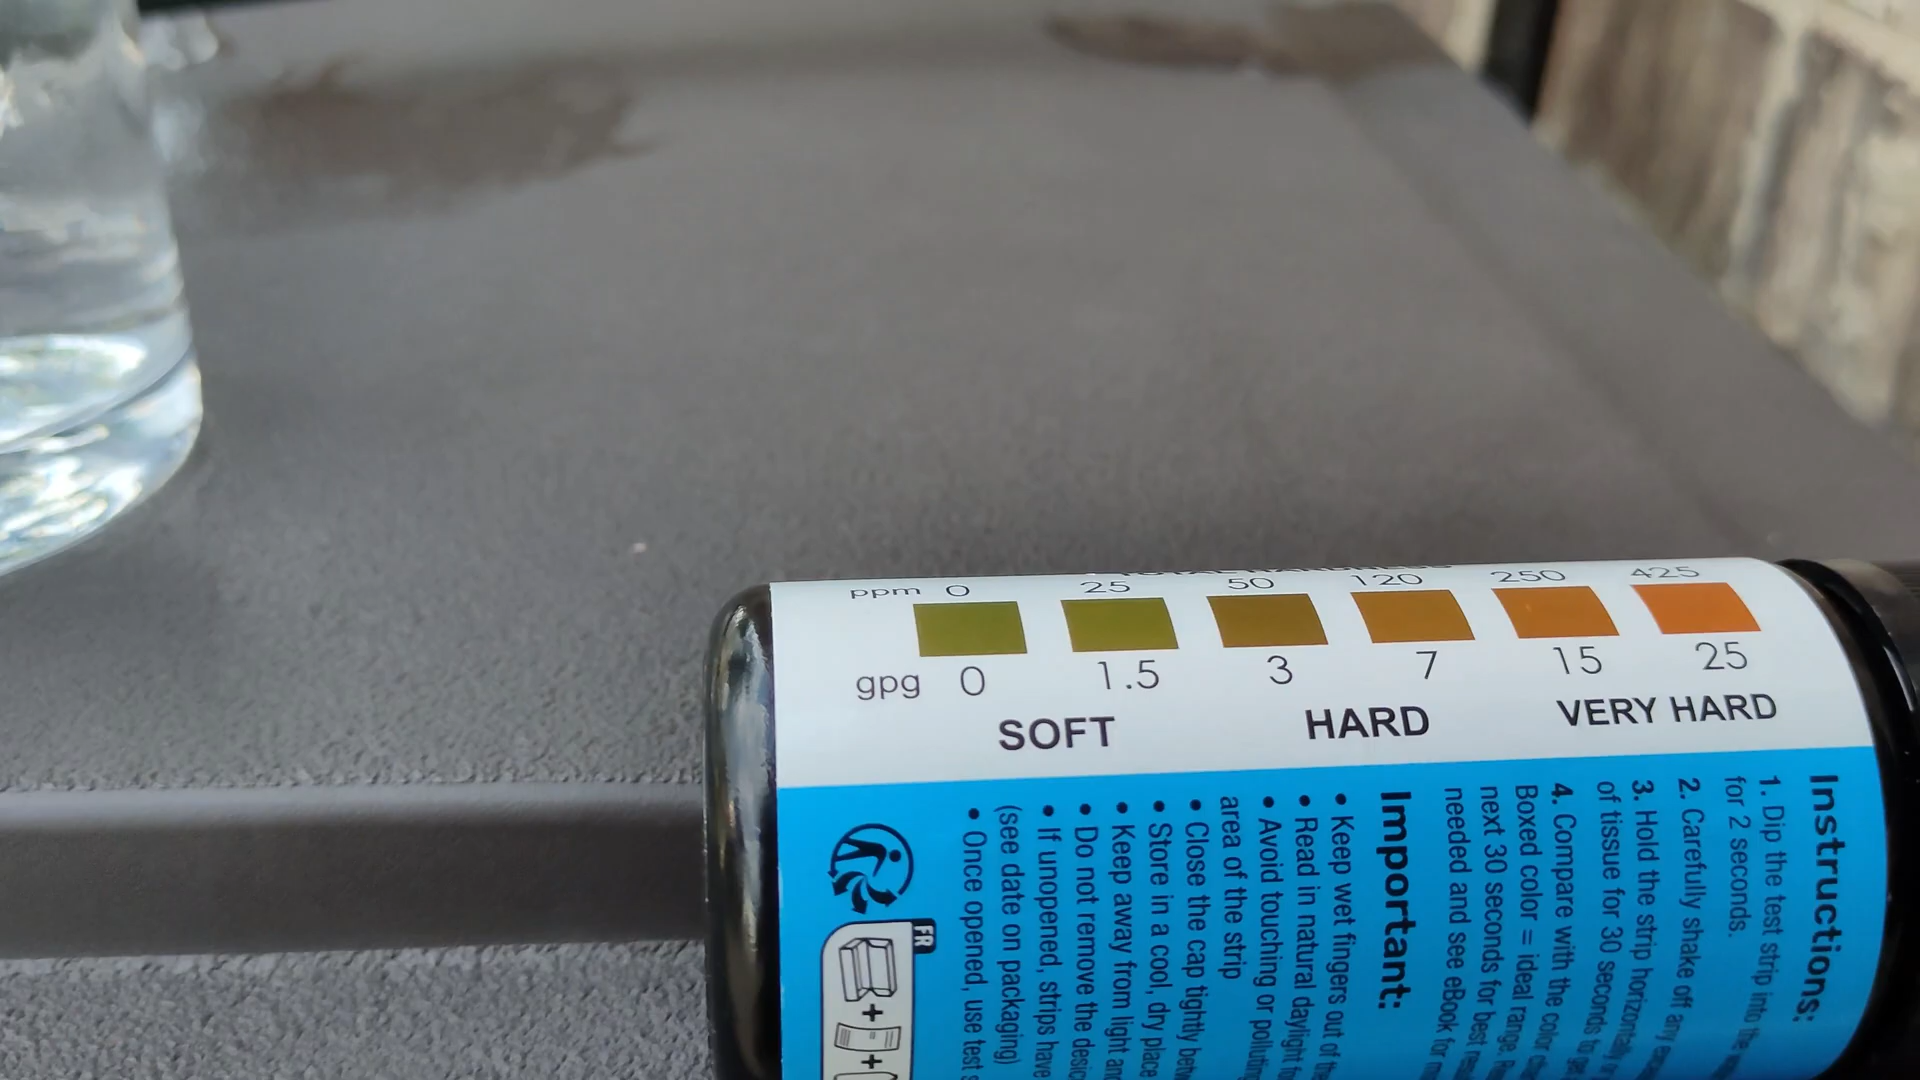 TOTAL HARDNESS
ppm 0 25 50 120 250 425
gpg 0 1.5 3 7 15 25
SOFT HARD VERY HARD
Instructions:
1. Dip the test strip into the
for 2 seconds.
2. Carefully shake off any
3. Hold the strip horizontally
of tissue for 30 seconds to
4. Compare with the color
Boxed color = ideal range.
next 30 seconds for best
needed and see eBook for
Important:
• Keep wet fingers out of
• Read in natural daylight
• Avoid touching or
area of the strip
• Close the cap tightly
• Store in a cool, dry place
• Keep away from light
• Do not remove the
• If unopened, strips have
(see date on packaging)
• Once opened, use test
FR
+
+